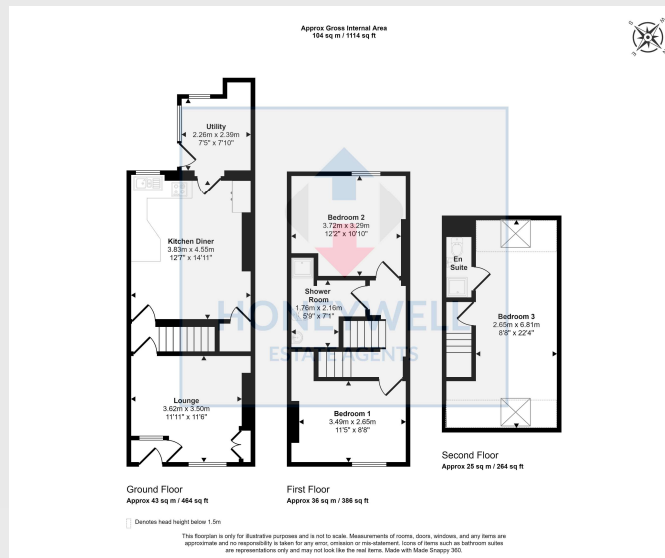 Approx Gross Internal Area
104 sq m / 1114 sq ft
Utility
2.26m x 2.39m
7'5" x 7'10"
Kitchen Diner
3.83m x 4.55m
12'7" x 14'11"
Lounge
3.62m x 3.50m
11'11" x 11'6"
Ground Floor
Approx 43 sq m / 464 sq ft
Bedroom 2
3.72m x 3.29m
12'2" x 10'10"
Shower
Room
1.76m x 2.16m
5'9" x 7'1"
HONEYWELL
ESTATE AGENTS
Bedroom 1
3.49m x 2.65m
11'5" x 8'8"
First Floor
Approx 36 sq m / 386 sq ft
En
Suite
Bedroom 3
2.65m x 6.81m
8'8" x 22'4"
Second Floor
Approx 25 sq m / 264 sq ft
Denotes head height below 1.5m
This floorplan is only for illustrative purposes and is not to scale. Measurements of rooms, doors, windows, and any items are
approximate and no responsibility is taken for any error, omission or mis-statement. Icons of items such as bathroom suites
are representations only and may not look like the real items. Made with Made Snappy 360.